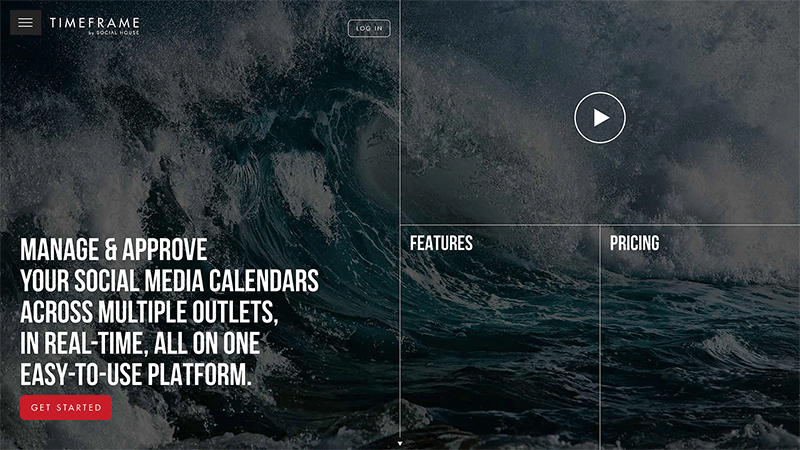 TIMEFRAME
by SOCIAL HOUSE
LOG IN
MANAGE & APPROVE
YOUR SOCIAL MEDIA CALENDARS
ACROSS MULTIPLE OUTLETS,
IN REAL-TIME, ALL ON ONE
EASY-TO-USE PLATFORM.
GET STARTED
FEATURES
PRICING